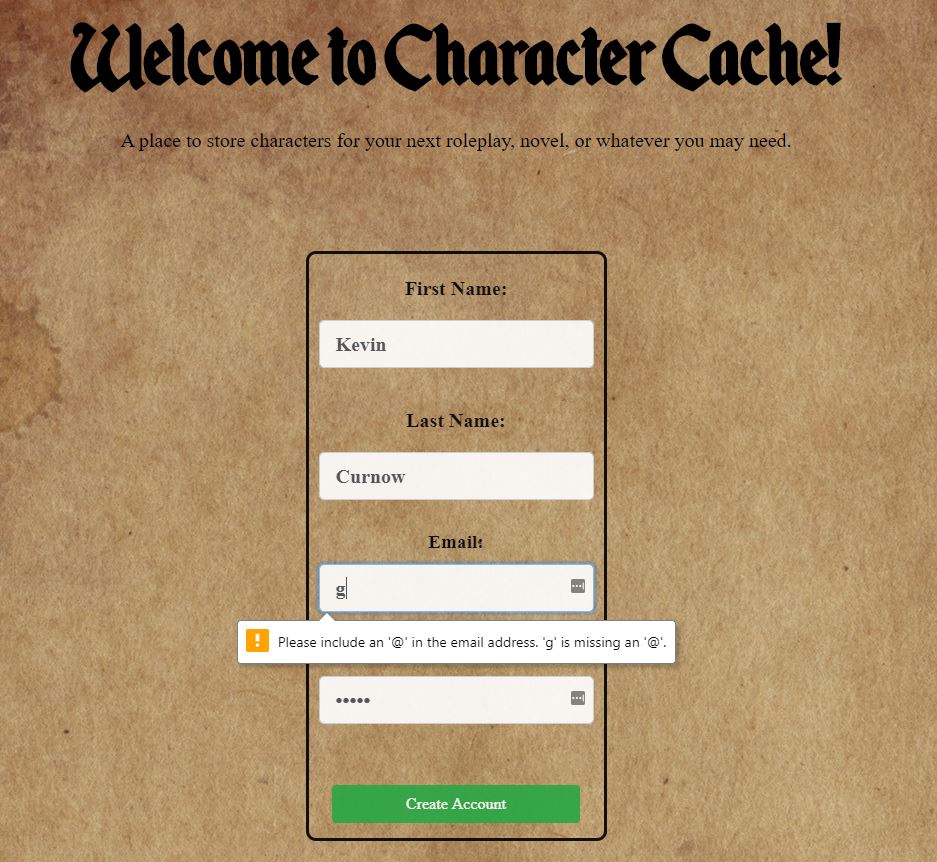 Welcome to Character Cache!
A place to store characters for your next roleplay, novel, or whatever you may need.
First Name:
Kevin
Last Name:
Curnow
Email:
g
Please include an '@' in the email address. 'g' is missing an '@'.
•••••
Create Account